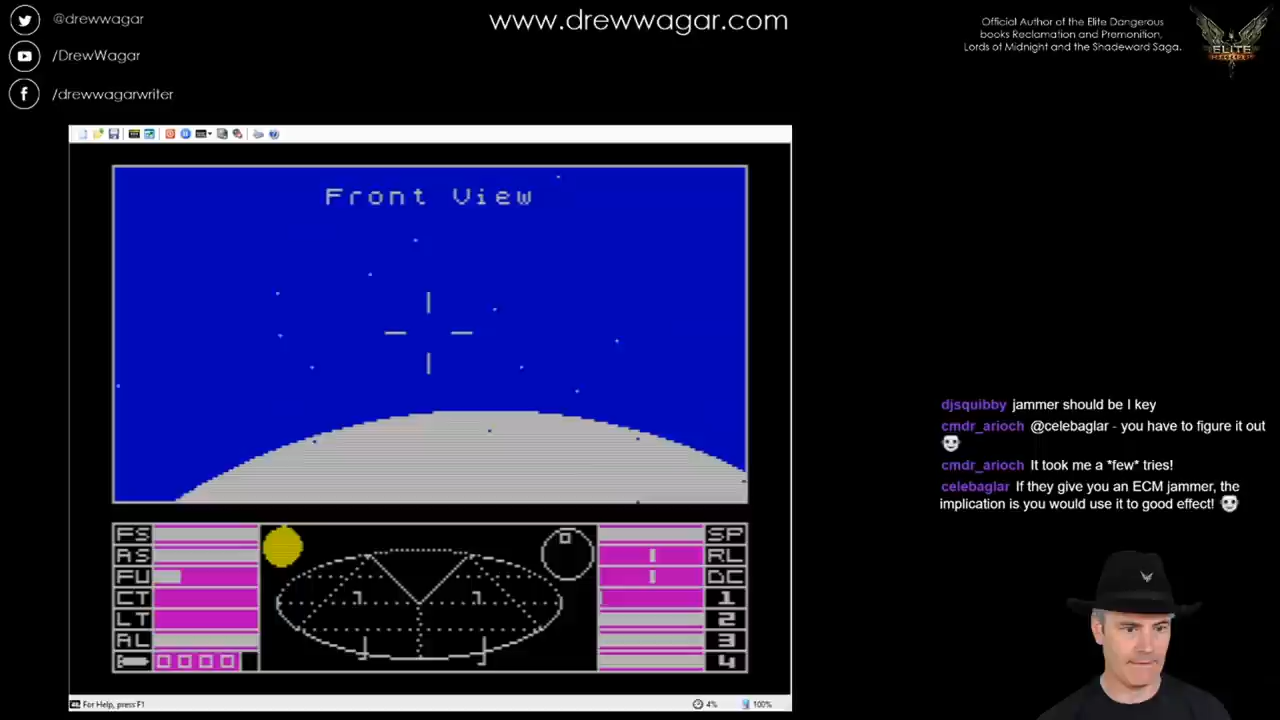 @drewwagar
/DrewWagar
/drewwagarwriter
www.drewwagar.com
Official Author of the Elite Dangerous
books Reclamation and Premonition,
Lords of Midnight and the Shadeward Saga.
ELITE
DANGEROUS
Front View
FS
AS
FU
CT
LT
AL
SP
RL
DC
1
2
3
4
For Help, press F1
4%
100%
djsquibby jammer should be I key
cmdr_arioch @celebaglar - you have to figure it out
cmdr_arioch It took me a *few* tries!
celebaglar If they give you an ECM jammer, the
implication is you would use it to good effect!